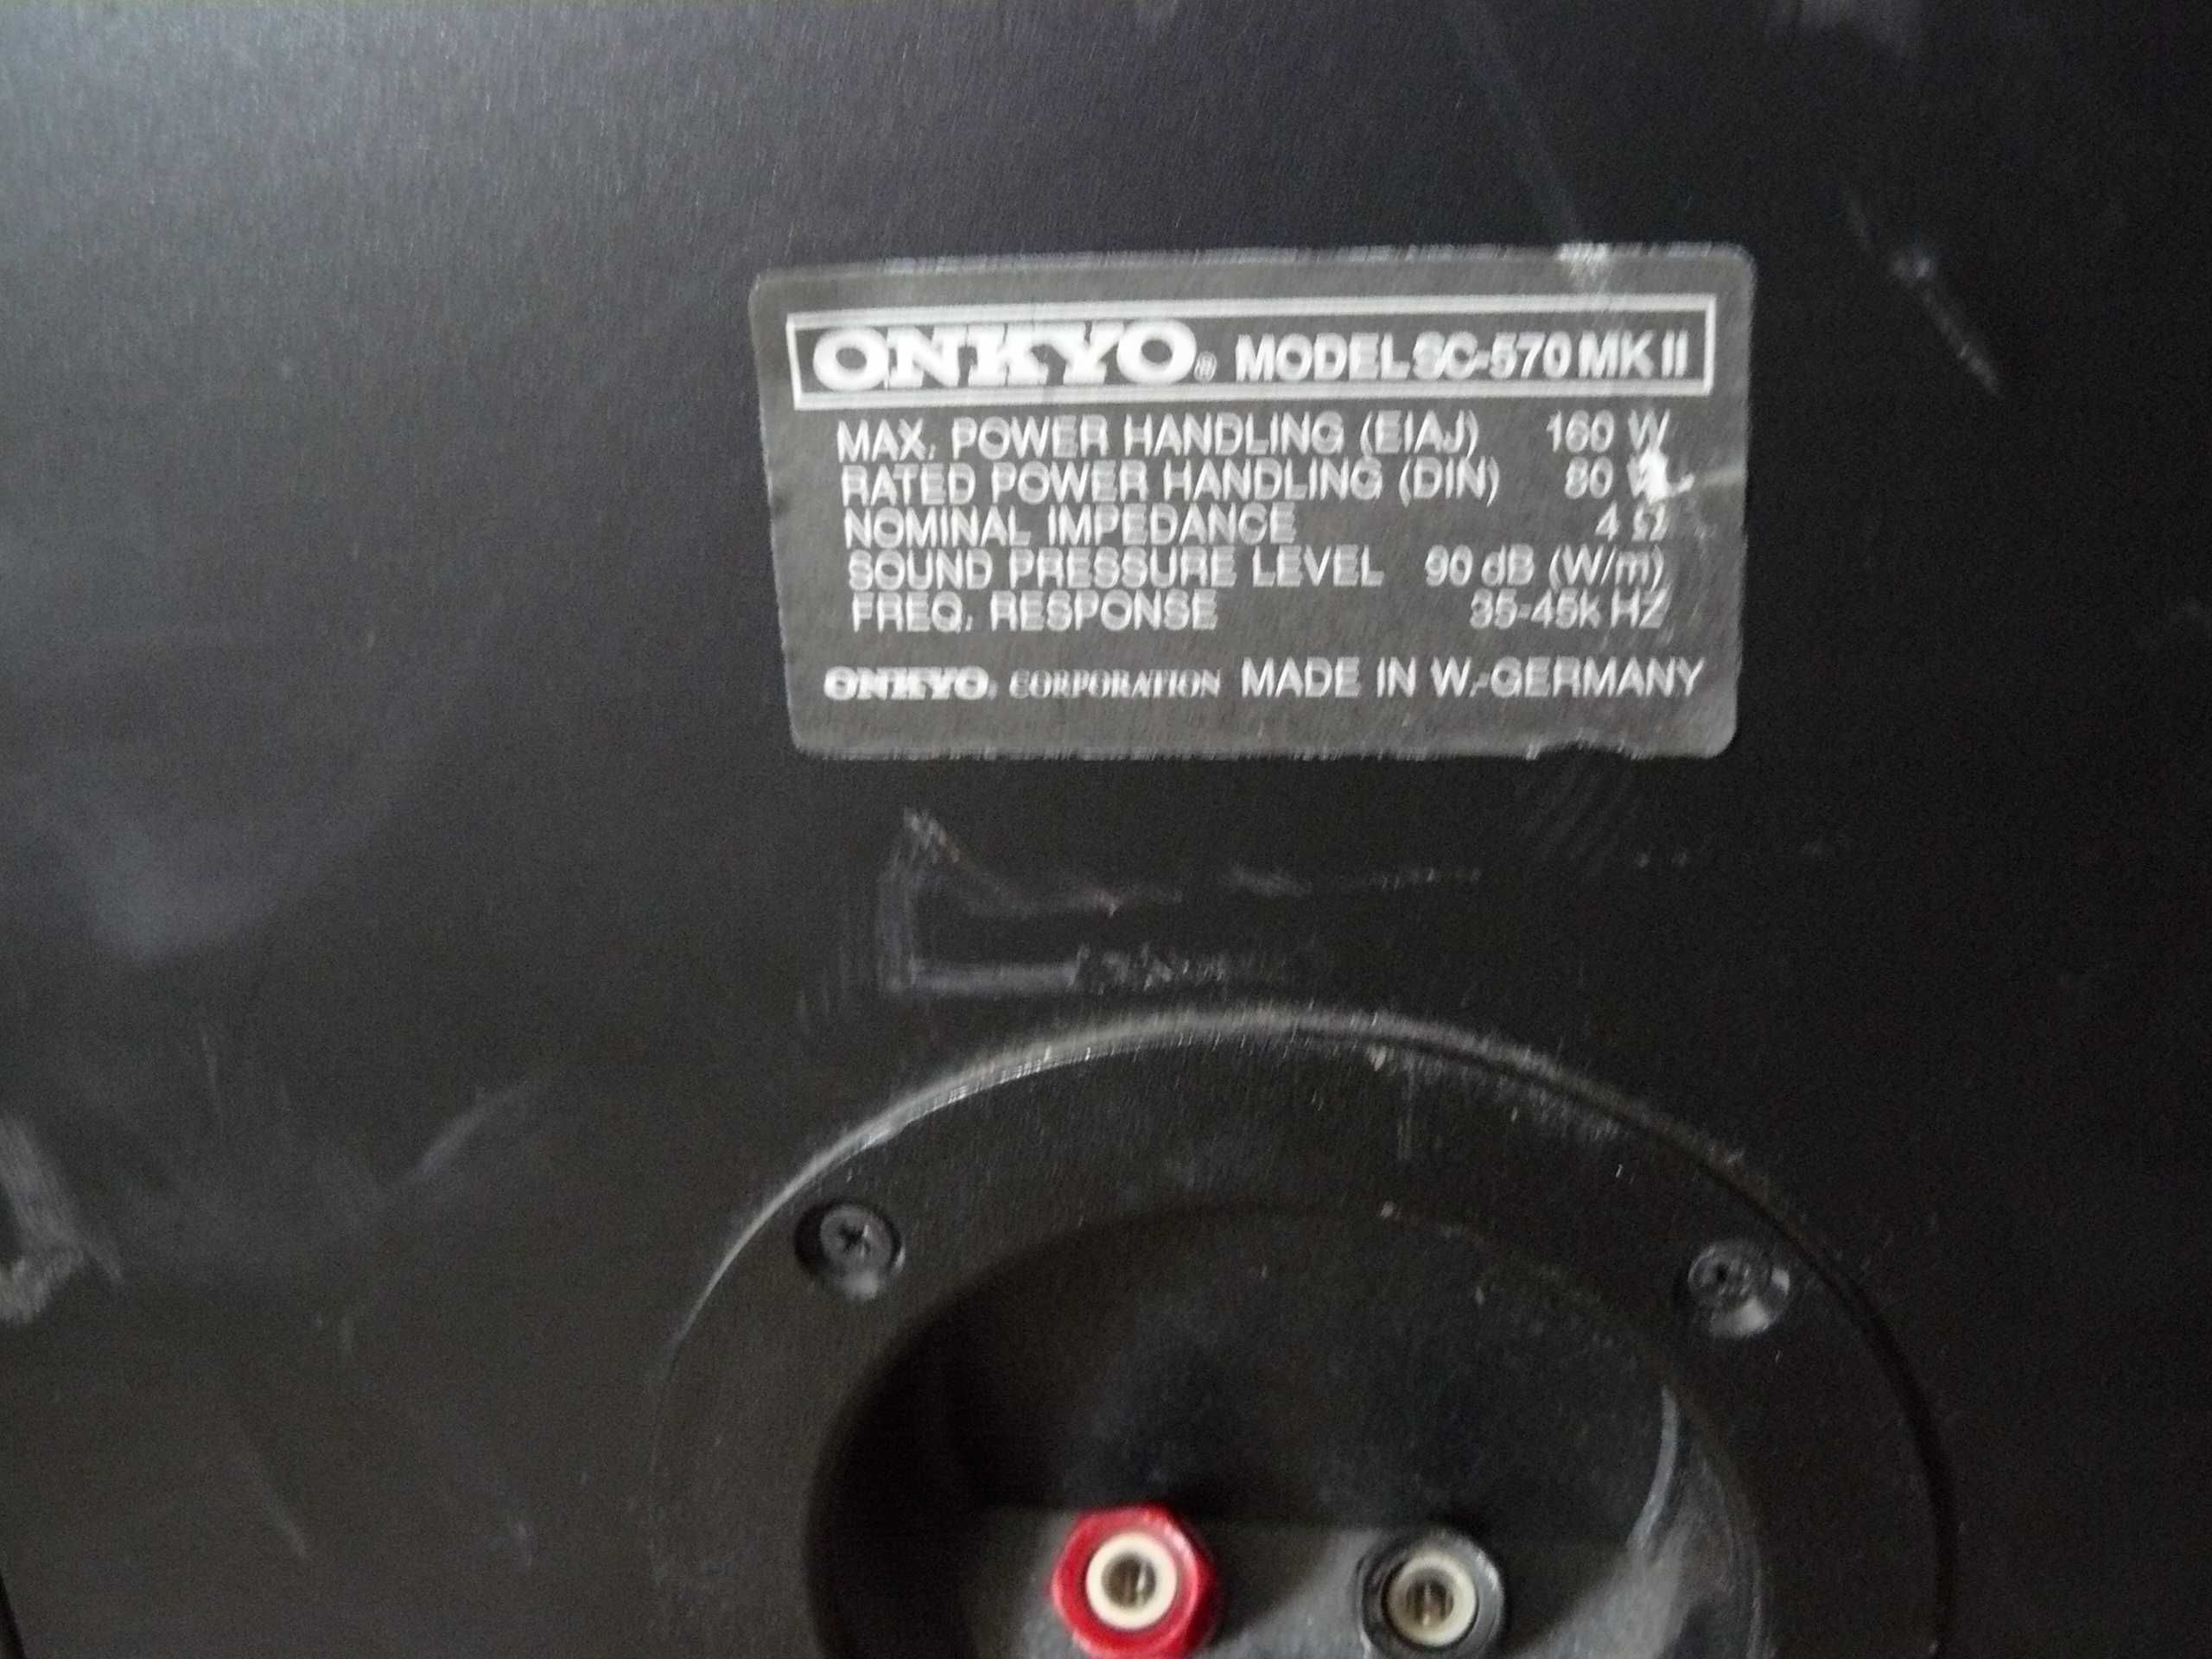 ONKYO® MODEL SC-570 MK II
MAX. POWER HANDLING (EIAJ) 160 W
RATED POWER HANDLING (DIN) 80 W
NOMINAL IMPEDANCE 4 Ω
SOUND PRESSURE LEVEL 90 dB (W/m)
FREQ. RESPONSE 35-45k HZ
ONKYO® CORPORATION MADE IN W.-GERMANY